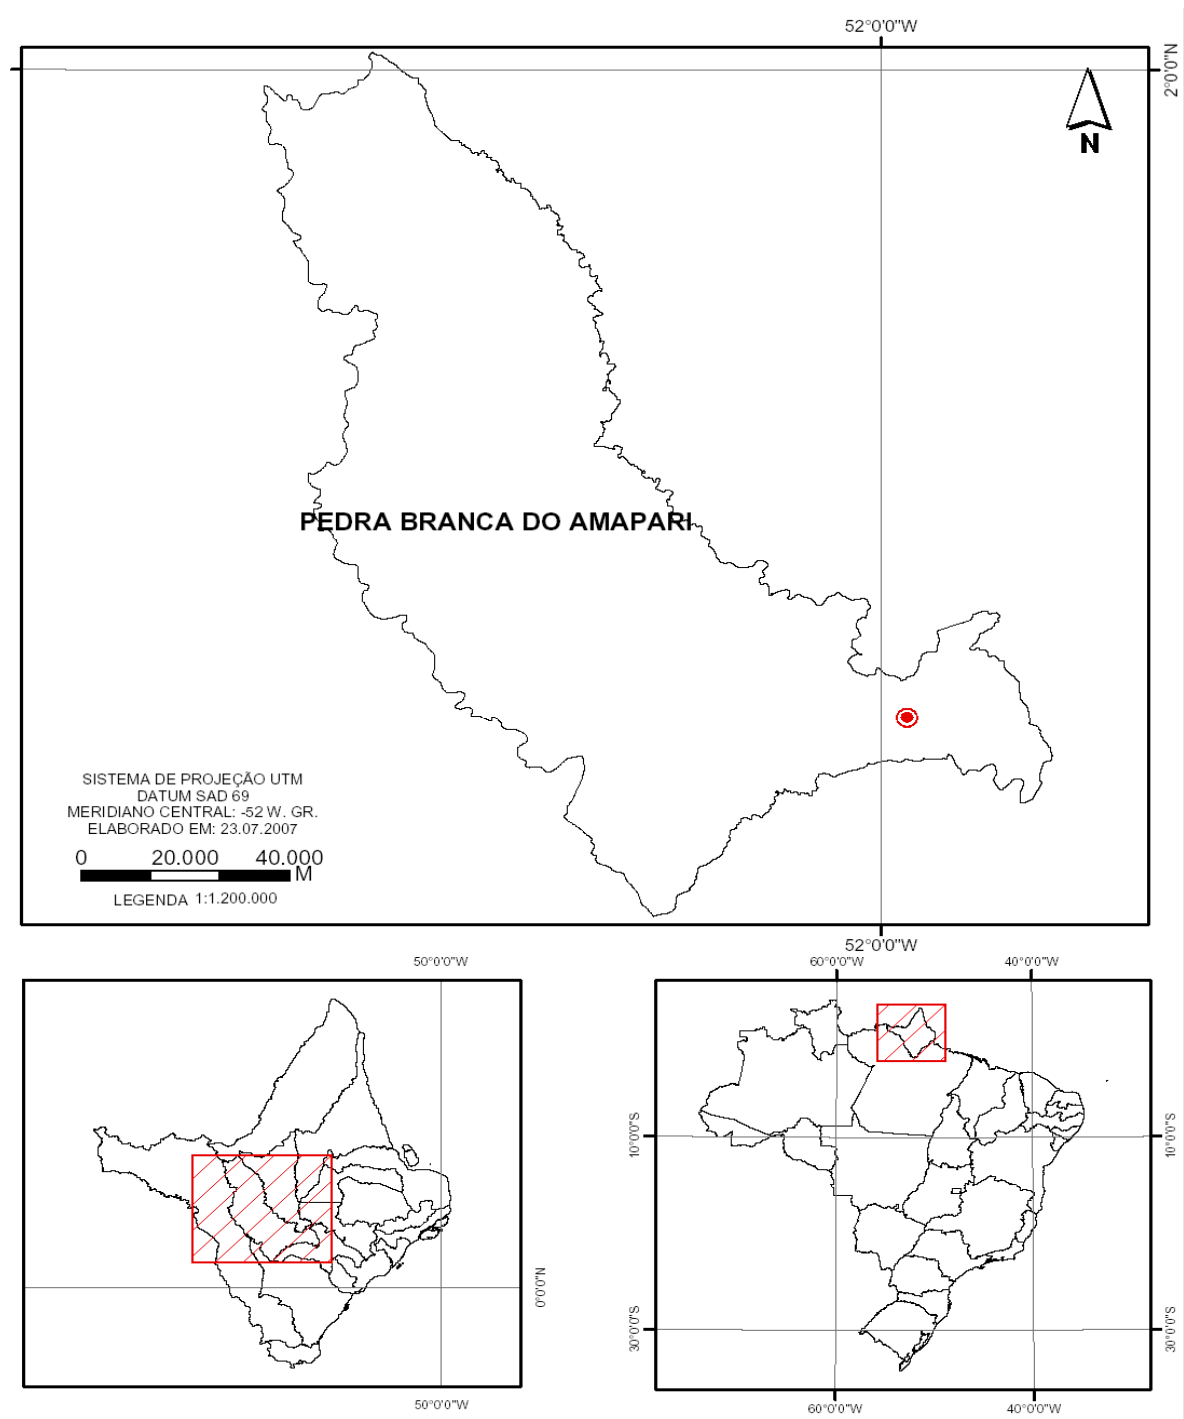 52°0'0"W
2°0'0"N
N
PEDRA BRANCA DO AMAPARI
SISTEMA DE PROJEÇÃO UTM
DATUM SAD 69
MERIDIANO CENTRAL: -52 W. GR.
ELABORADO EM: 23.07.2007
0 20.000 40.000
M
LEGENDA 1:1.200.000
52°0'0"W
50°0'0"W
0°0'0"N
50°0'0"W
60°0'0"W 40°0'0"W
10°0'0"S 10°0'0"S
30°0'0"S 30°0'0"S
60°0'0"W 40°0'0"W